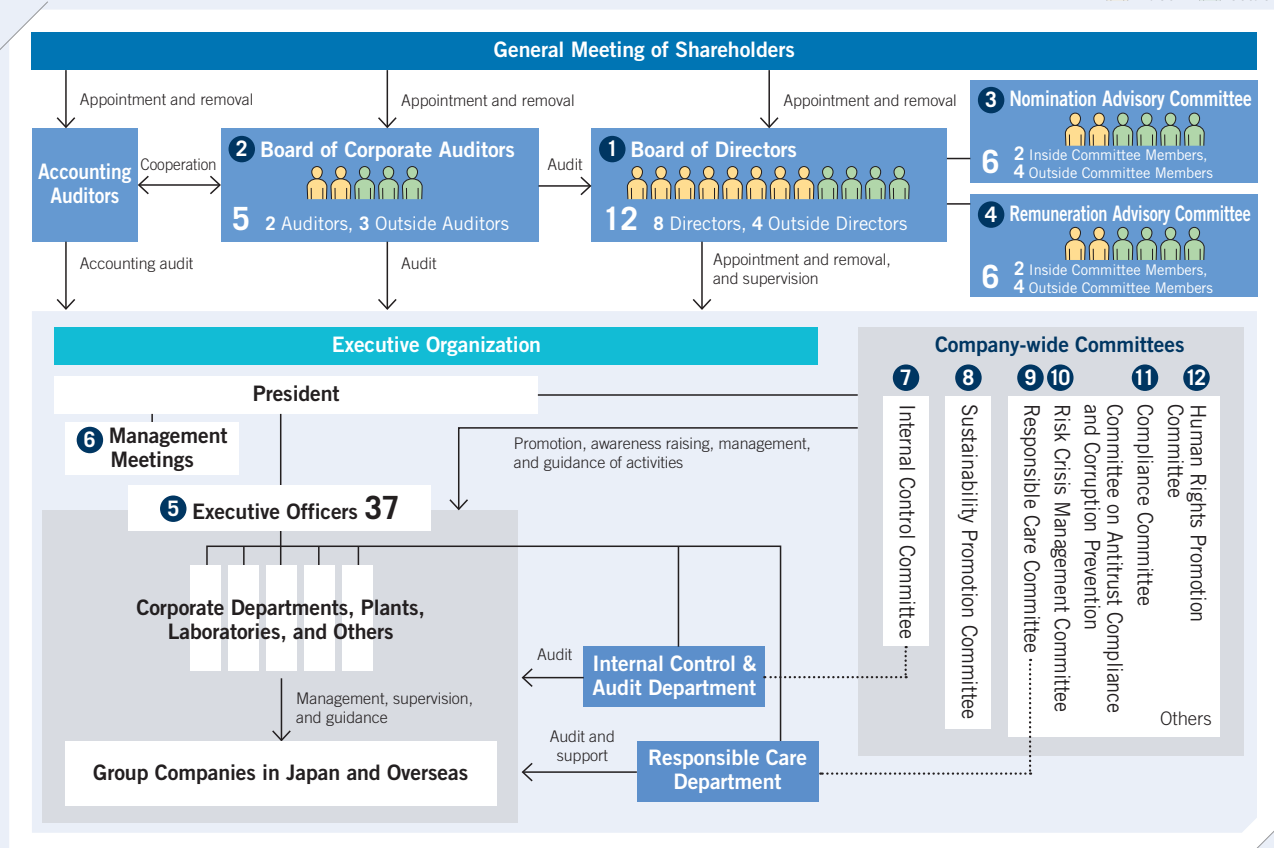 General Meeting of Shareholders
Appointment and removal
Appointment and removal
Appointment and removal
Accounting
Auditors
Cooperation
2 Board of Corporate Auditors
5 2 Auditors, 3 Outside Auditors
Audit
1 Board of Directors
12 8 Directors, 4 Outside Directors
3 Nomination Advisory Committee
6 2 Inside Committee Members,
4 Outside Committee Members
4 Remuneration Advisory Committee
6 2 Inside Committee Members,
4 Outside Committee Members
Accounting audit
Audit
Appointment and removal,
and supervision
Executive Organization
President
6 Management
Meetings
Promotion, awareness raising, management,
and guidance of activities
5 Executive Officers 37
Corporate Departments, Plants,
Laboratories, and Others
Management, supervision,
and guidance
Group Companies in Japan and Overseas
Audit
Internal Control &
Audit Department
Audit and
support
Responsible Care
Department
Company-wide Committees
7 Internal Control Committee
8 Sustainability Promotion Committee
9 Responsible Care Committee
10 Risk Crisis Management Committee
Committee on Antitrust Compliance
and Corruption Prevention
11 Compliance Committee
12 Human Rights Promotion
Committee
Others